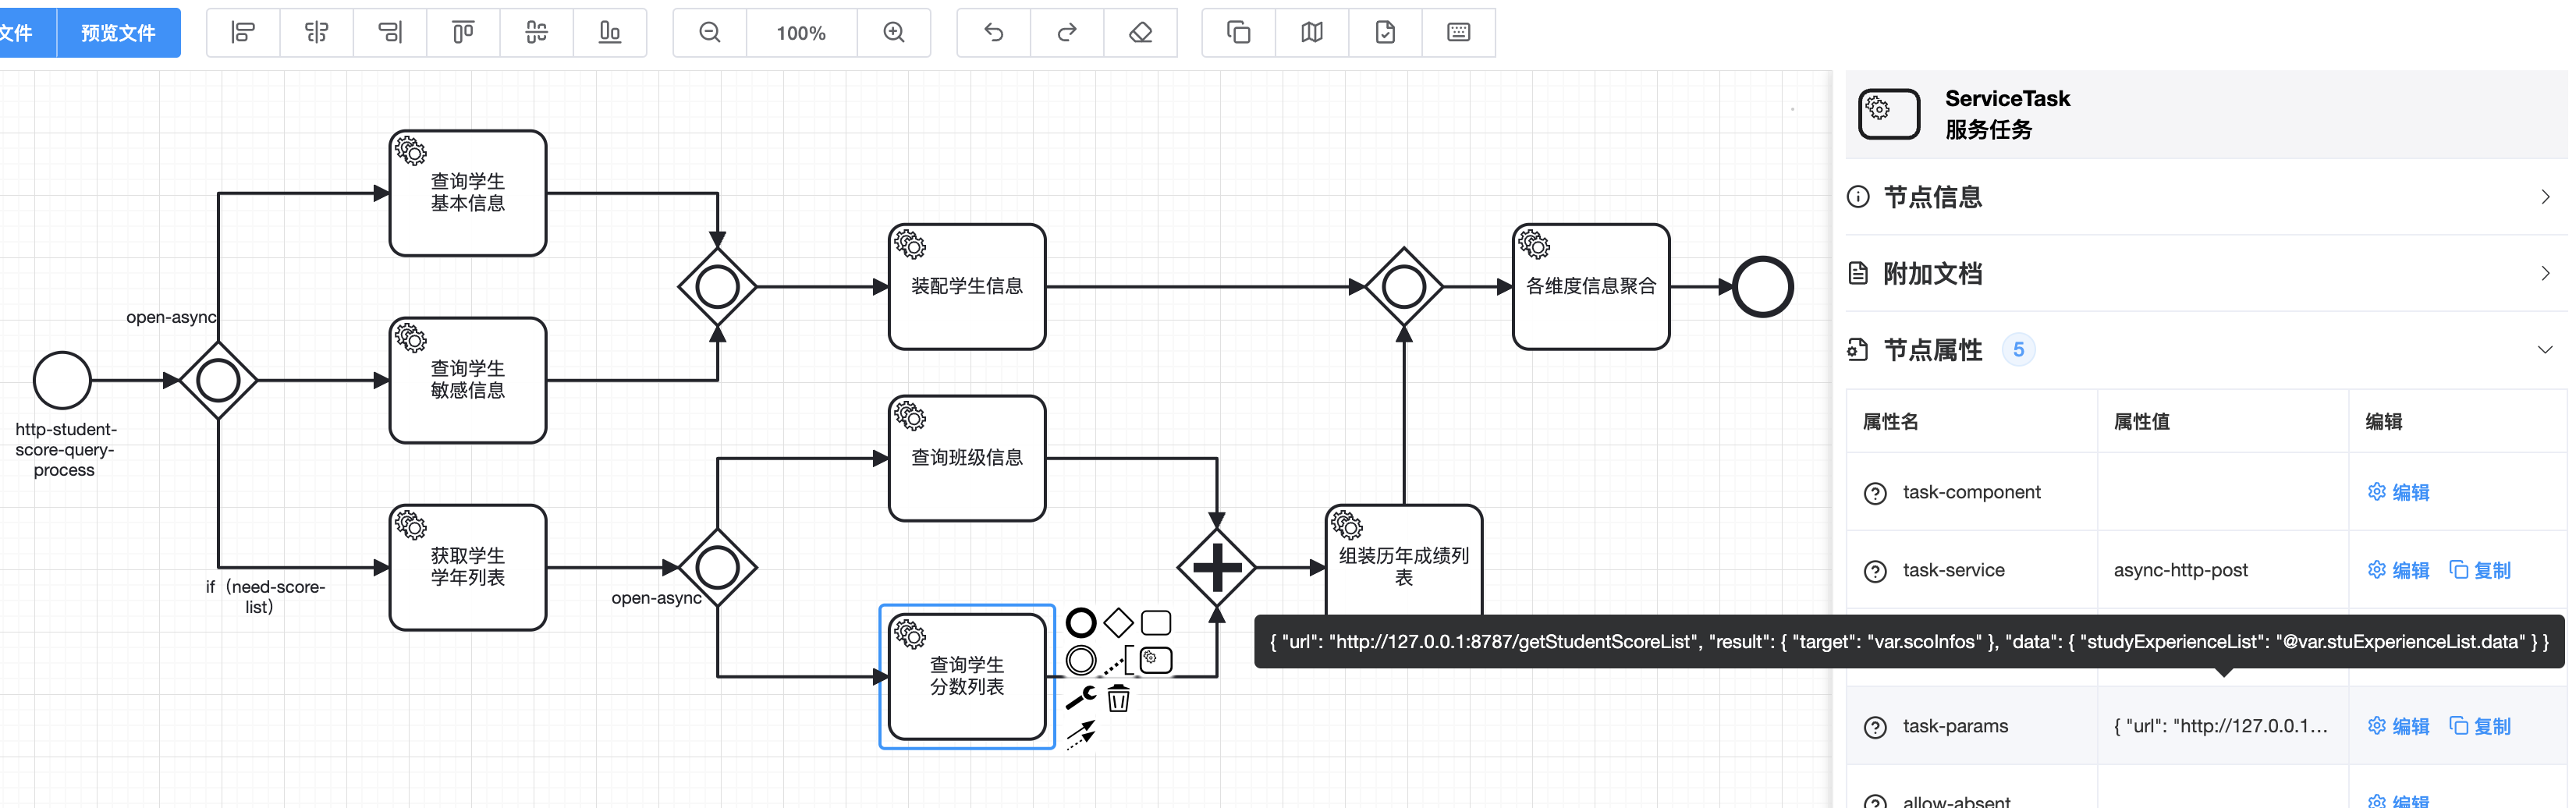 文件
预览文件
100%
ServiceTask
服务任务
节点信息
附加文档
节点属性
5
属性名
属性值
编辑
task-component
编辑
task-service
async-http-post
编辑
复制
{ "url": "http://127.0.0.1:8787/getStudentScoreList", "result": { "target": "var.scoInfos" }, "data": { "studyExperienceList": "@var.stuExperienceList.data" } }
task-params
{ "url": "http://127.0.0.1...
编辑
复制
allow-absent
编辑
查询学生
基本信息
装配学生信息
各维度信息聚合
open-async
查询学生
敏感信息
http-student-
score-query-
process
查询班级信息
获取学生
学年列表
if（need-score-
list）
open-async
组装历年成绩列
表
查询学生
分数列表